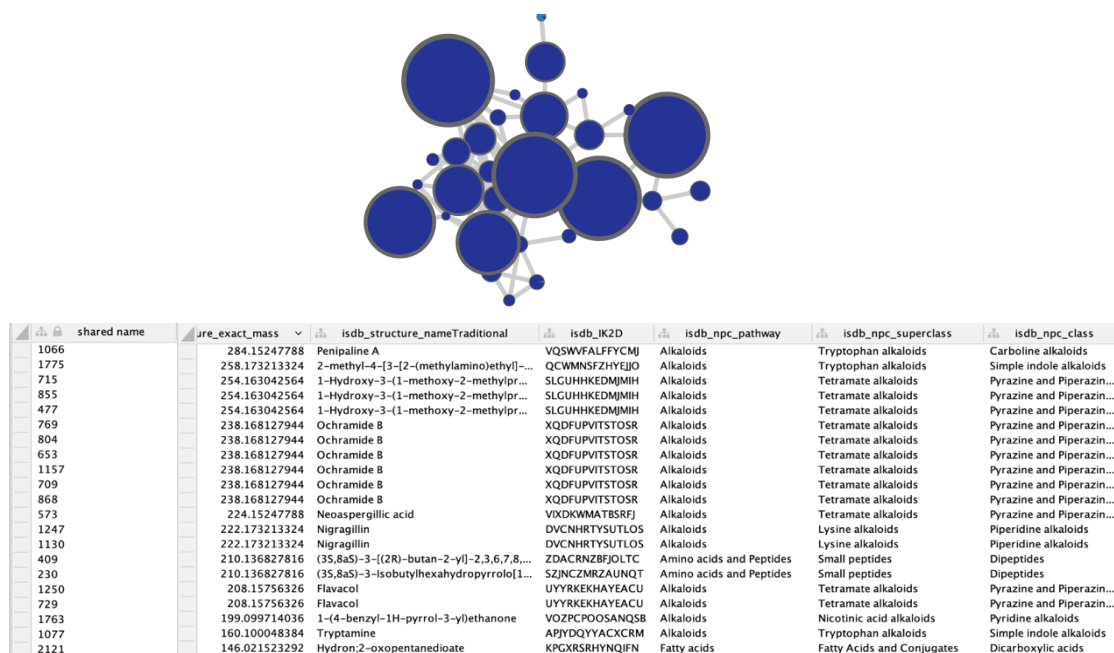 shared name ure_exact_mass isdb_structure_nameTraditional isdb_IK2D isdb_npc_pathway isdb_npc_superclass isdb_npc_class
1066 284.15247788 Penipaline A VQSWVFALFFYCMJ Alkaloids Tryptophan alkaloids Carboline alkaloids
1775 258.173213324 2-methyl-4-[3-[2-(methylamino)ethyl]-... QCWMNSFZHYEJJO Alkaloids Tryptophan alkaloids Simple indole alkaloids
715 254.163042564 1-Hydroxy-3-(1-methoxy-2-methylpr... SLGUHHKEDMJMIH Alkaloids Tetramate alkaloids Pyrazine and Piperazin...
855 254.163042564 1-Hydroxy-3-(1-methoxy-2-methylpr... SLGUHHKEDMJMIH Alkaloids Tetramate alkaloids Pyrazine and Piperazin...
477 254.163042564 1-Hydroxy-3-(1-methoxy-2-methylpr... SLGUHHKEDMJMIH Alkaloids Tetramate alkaloids Pyrazine and Piperazin...
769 238.168127944 Ochramide B XQDFUPVITSTOSR Alkaloids Tetramate alkaloids Pyrazine and Piperazin...
804 238.168127944 Ochramide B XQDFUPVITSTOSR Alkaloids Tetramate alkaloids Pyrazine and Piperazin...
653 238.168127944 Ochramide B XQDFUPVITSTOSR Alkaloids Tetramate alkaloids Pyrazine and Piperazin...
1157 238.168127944 Ochramide B XQDFUPVITSTOSR Alkaloids Tetramate alkaloids Pyrazine and Piperazin...
709 238.168127944 Ochramide B XQDFUPVITSTOSR Alkaloids Tetramate alkaloids Pyrazine and Piperazin...
868 238.168127944 Ochramide B XQDFUPVITSTOSR Alkaloids Tetramate alkaloids Pyrazine and Piperazin...
573 224.15247788 Neoaspergillic acid VIXDKWMATBSRFJ Alkaloids Tetramate alkaloids Pyrazine and Piperazin...
1247 222.173213324 Nigragillin DVCNHRTYSUTLOS Alkaloids Lysine alkaloids Piperidine alkaloids
1130 222.173213324 Nigragillin DVCNHRTYSUTLOS Alkaloids Lysine alkaloids Piperidine alkaloids
409 210.136827816 (3S,8aS)-3-[(2R)-butan-2-yl]-2,3,6,7,8,... ZDACRNZBFJOLTC Amino acids and Peptides Small peptides Dipeptides
230 210.136827816 (3S,8aS)-3-Isobutylhexahydropyrrolo[1... SZJNCZMRZAUNQT Amino acids and Peptides Small peptides Dipeptides
1250 208.15756326 Flavacol UYYRKEKHAYEACU Alkaloids Tetramate alkaloids Pyrazine and Piperazin...
729 208.15756326 Flavacol UYYRKEKHAYEACU Alkaloids Tetramate alkaloids Pyrazine and Piperazin...
1763 199.099714036 1-(4-benzyl-1H-pyrrol-3-yl)ethanone VOZPCPOOSANQSB Alkaloids Nicotinic acid alkaloids Pyridine alkaloids
1077 160.100048384 Tryptamine APJYDQYYACXCRM Alkaloids Tryptophan alkaloids Simple indole alkaloids
2121 146.021523292 Hydron;2-oxopentanedioate KPGXRSRHYNQIFN Fatty acids Fatty Acids and Conjugates Dicarboxylic acids